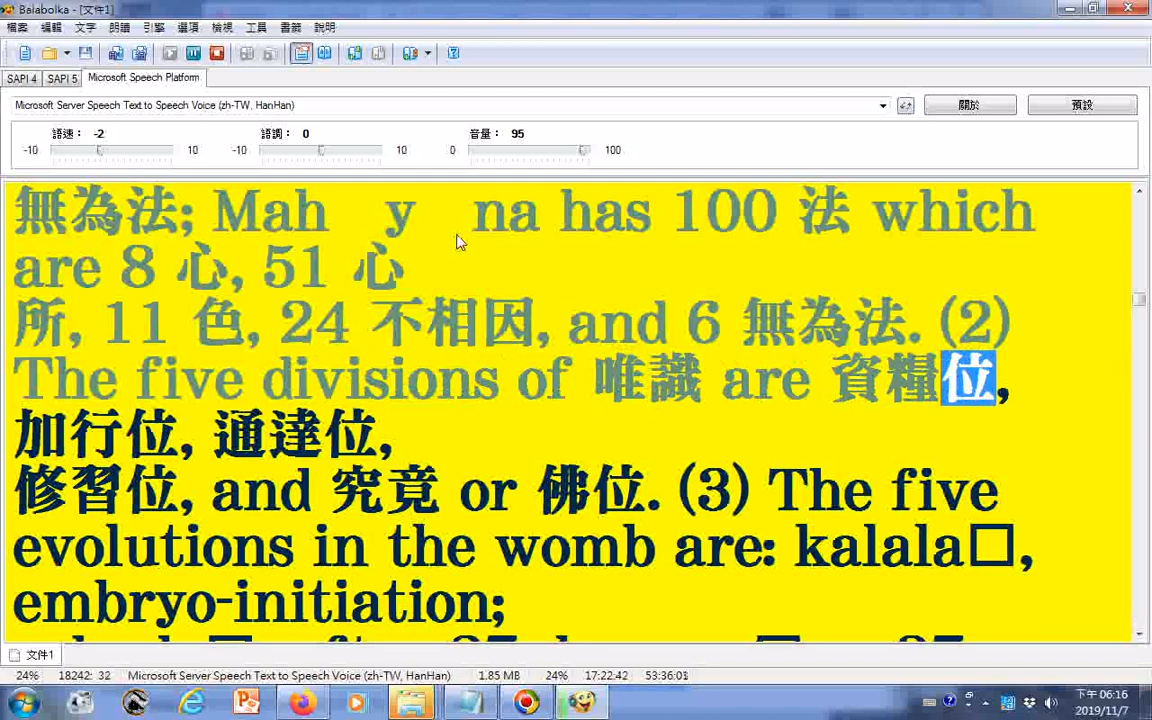 Balabolka - [文件1]
檔案 編輯 文字 朗讀 引擎 選項 檢視 工具 書籤 說明
SAPI 4 SAPI 5 Microsoft Speech Platform
Microsoft Server Speech Text to Speech Voice (zh-TW, HanHan) 關於 預設
語速： -2 語調： 0 音量： 95
-10 10 -10 10 0 100
無為法; Mah y na has 100 法 which
are 8 心, 51 心
所, 11 色, 24 不相因, and 6 無為法. (2)
The five divisions of 唯識 are 資糧位,
加行位, 通達位,
修習位, and 究竟 or 佛位. (3) The five
evolutions in the womb are: kalala□,
embryo-initiation;
文件1
24% 18242: 32 Microsoft Server Speech Text to Speech Voice (zh-TW, HanHan) 1.85 MB 24% 17:22:42 53:36:01
下午 06:16
2019/11/7